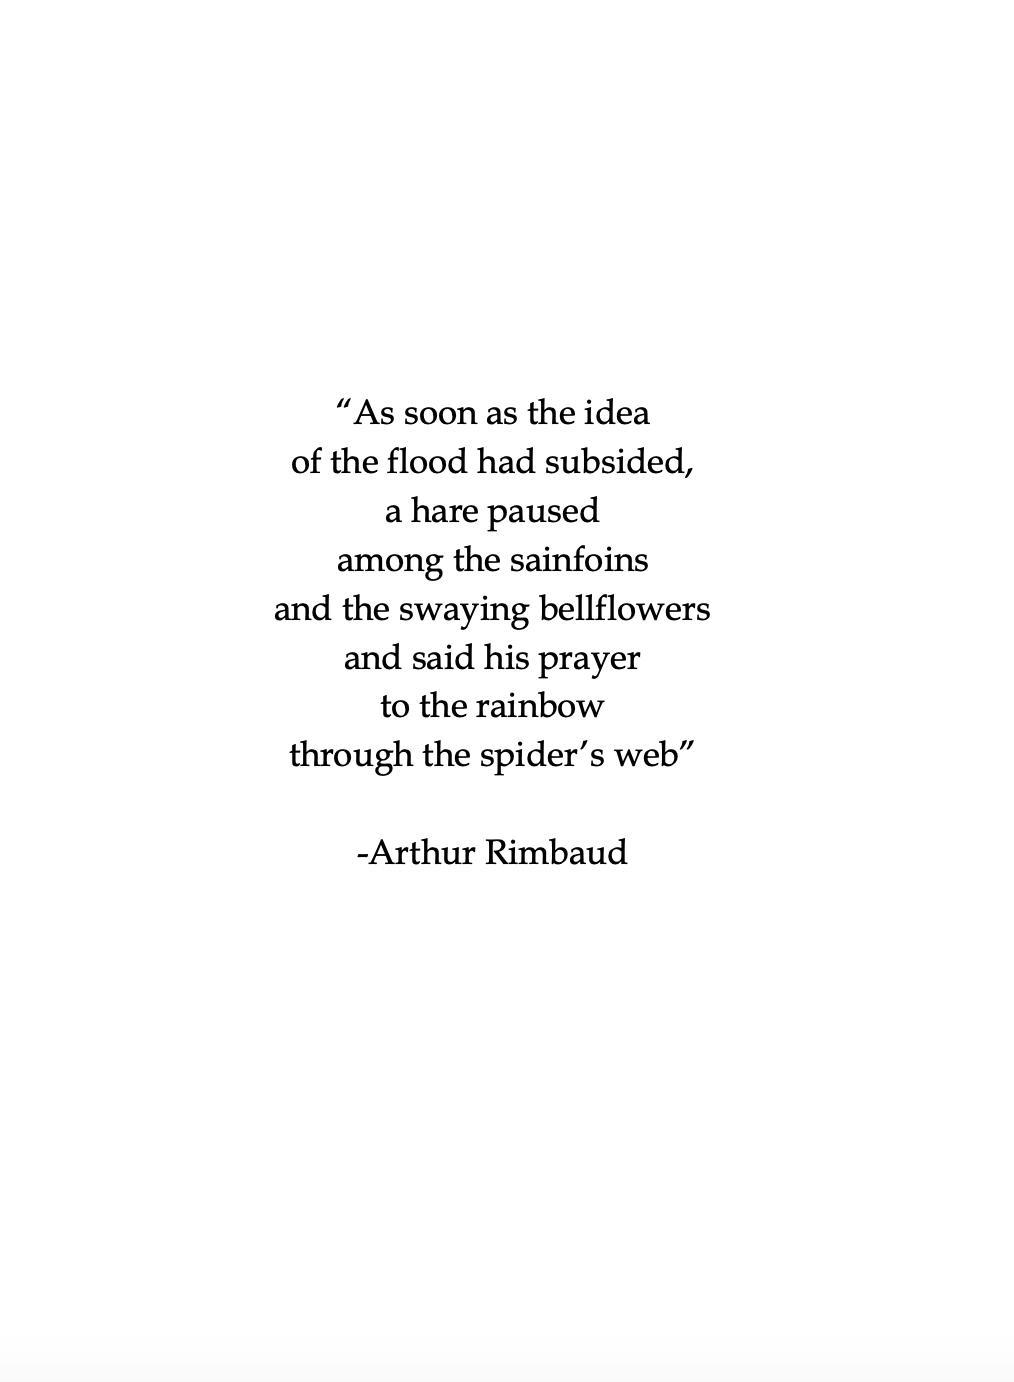 “As soon as the idea
of the flood had subsided,
a hare paused
among the sainfoins
and the swaying bellflowers
and said his prayer
to the rainbow
through the spider’s web”
-Arthur Rimbaud